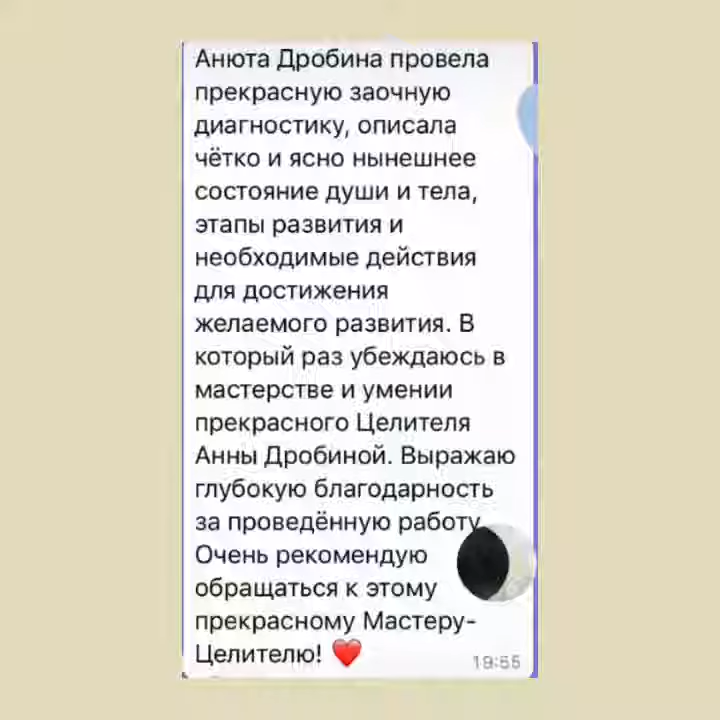 Анюта Дробина провела
прекрасную заочную
диагностику, описала
чётко и ясно нынешнее
состояние души и тела,
этапы развития и
необходимые действия
для достижения
желаемого развития. В
который раз убеждаюсь в
мастерстве и умении
прекрасного Целителя
Анны Дробиной. Выражаю
глубокую благодарность
за проведённую работу
Очень рекомендую
обращаться к этому
прекрасному Мастеру-
Целителю! ❤️
19:55